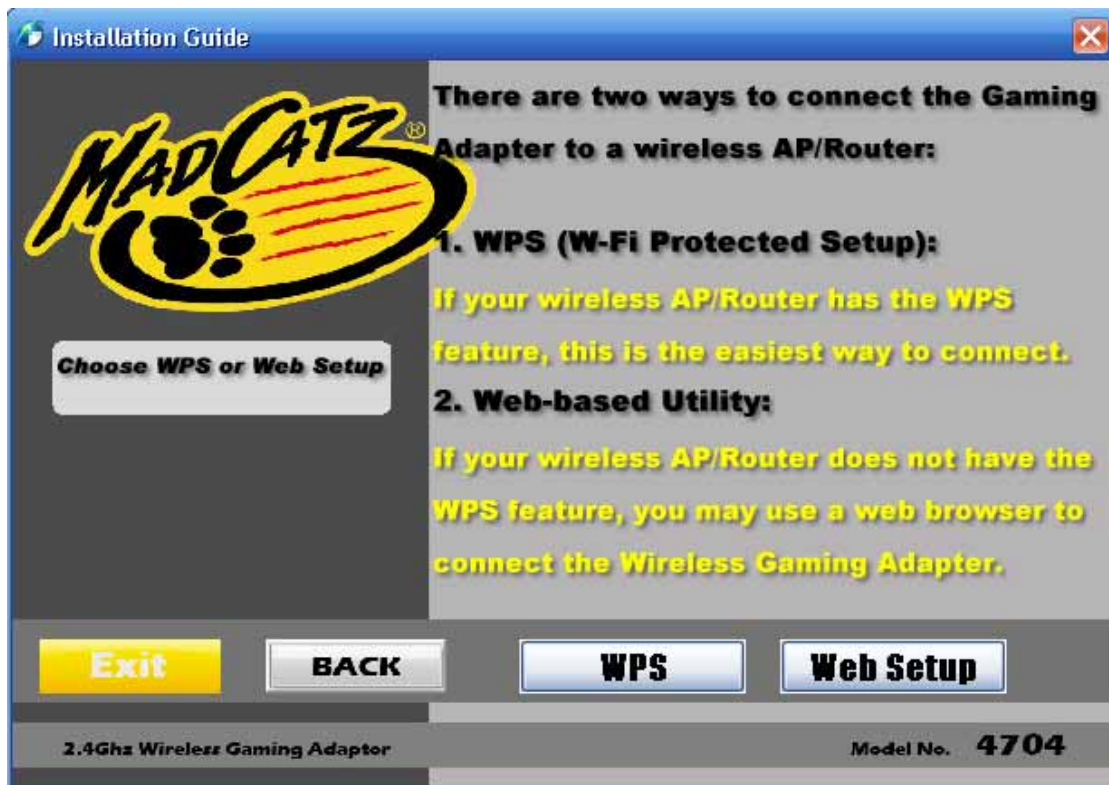 Installation Guide
MADCATZ®
Choose WPS or Web Setup
There are two ways to connect the Gaming
Adapter to a wireless AP/Router:
1. WPS (W-Fi Protected Setup):
If your wireless AP/Router has the WPS
feature, this is the easiest way to connect.
2. Web-based Utility:
If your wireless AP/Router does not have the
WPS feature, you may use a web browser to
connect the Wireless Gaming Adapter.
Exit
BACK
WPS
Web Setup
2.4Ghz Wireless Gaming Adaptor
Model No. 4704